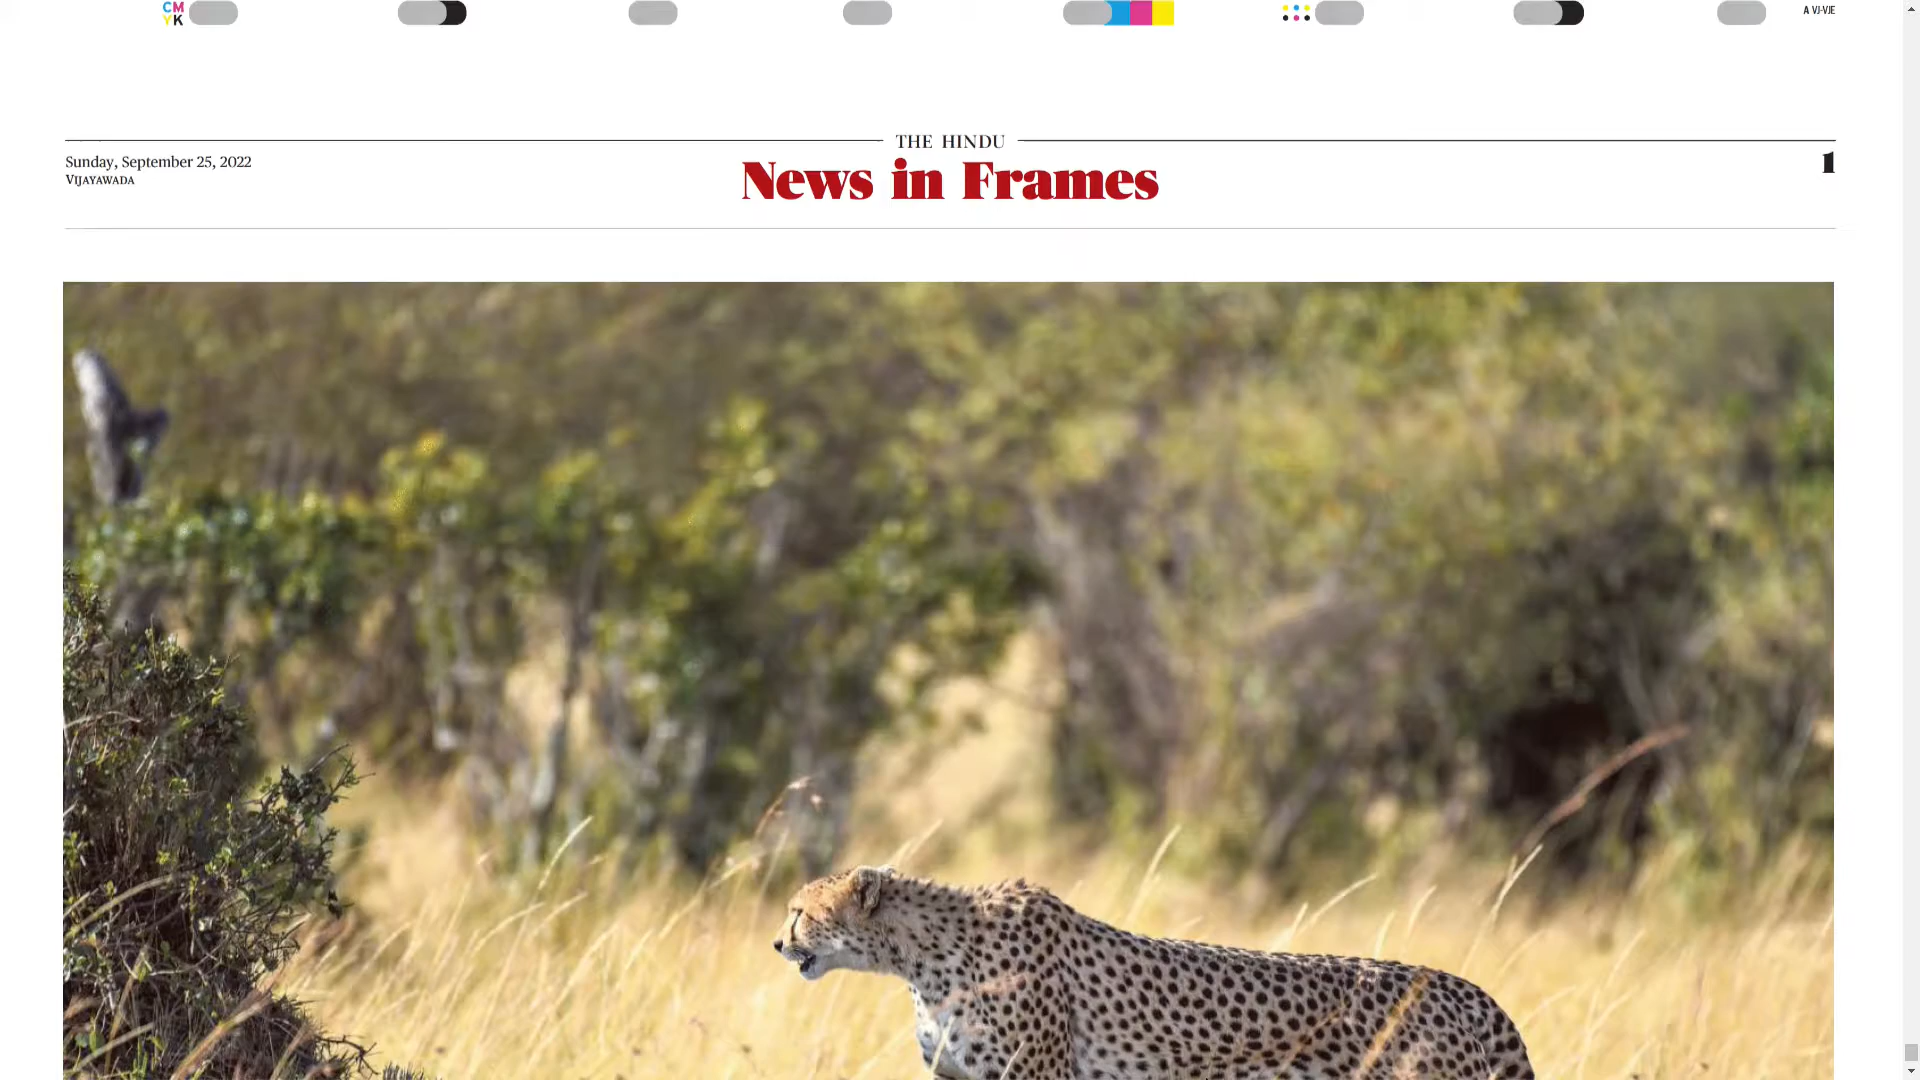 CM
YK
A VJ-VJE
THE HINDU
Sunday, September 25, 2022
VIJAYAWADA
News in Frames
1